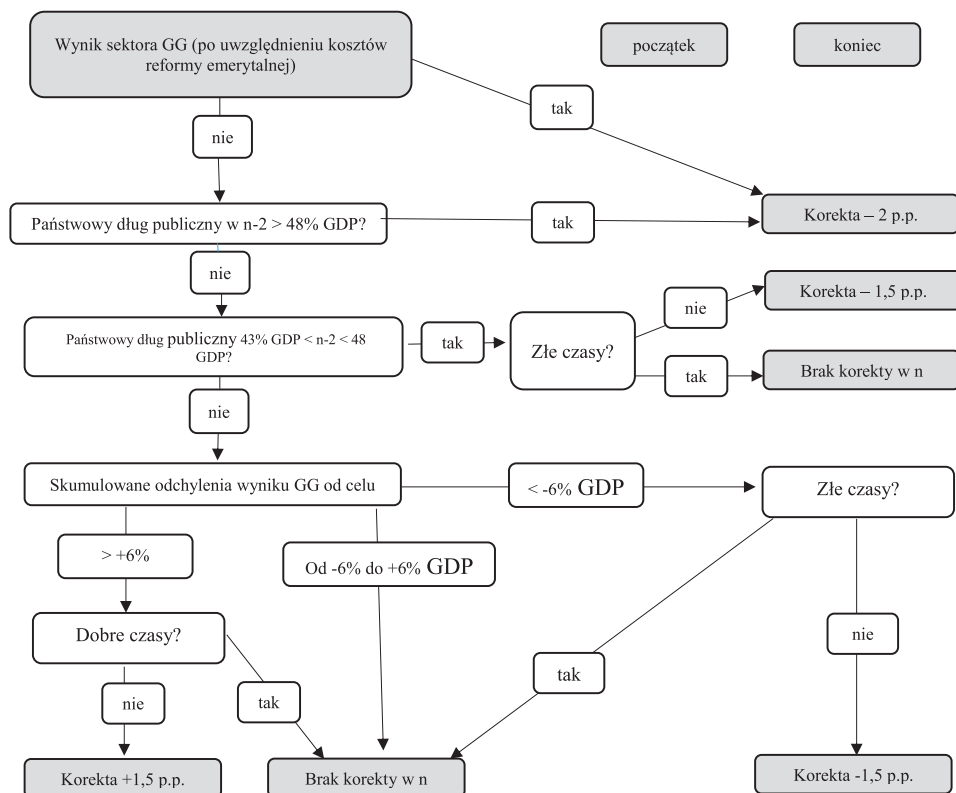 Wynik sektora GG (po uwzględnieniu kosztów
reformy emerytalnej)
początek
koniec
tak
nie
Państwowy dług publiczny w n-2 > 48% GDP?
tak
Korekta – 2 p.p.
nie
Korekta – 1,5 p.p.
nie
Państwowy dług publiczny 43% GDP < n-2 < 48
GDP?
tak
Złe czasy?
tak
Brak korekty w n
nie
Skumulowane odchylenia wyniku GG od celu
< -6% GDP
Złe czasy?
> +6%
Od -6% do +6% GDP
Dobre czasy?
nie
tak
nie
tak
Korekta +1,5 p.p.
Brak korekty w n
Korekta -1,5 p.p.